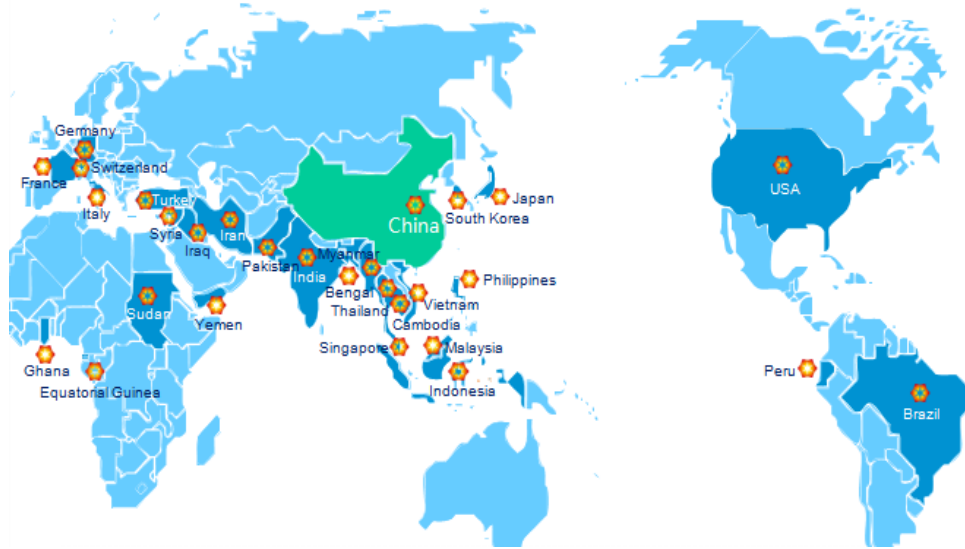 Germany
Switzerland
France
Italy
Turkey
Syria
Iraq
Iran
Pakistan
India
Myanmar
Bengal
Thailand
Vietnam
Cambodia
China
South Korea
Japan
Philippines
Singapore
Malaysia
Indonesia
Sudan
Yemen
Ghana
Equatorial Guinea
USA
Peru
Brazil